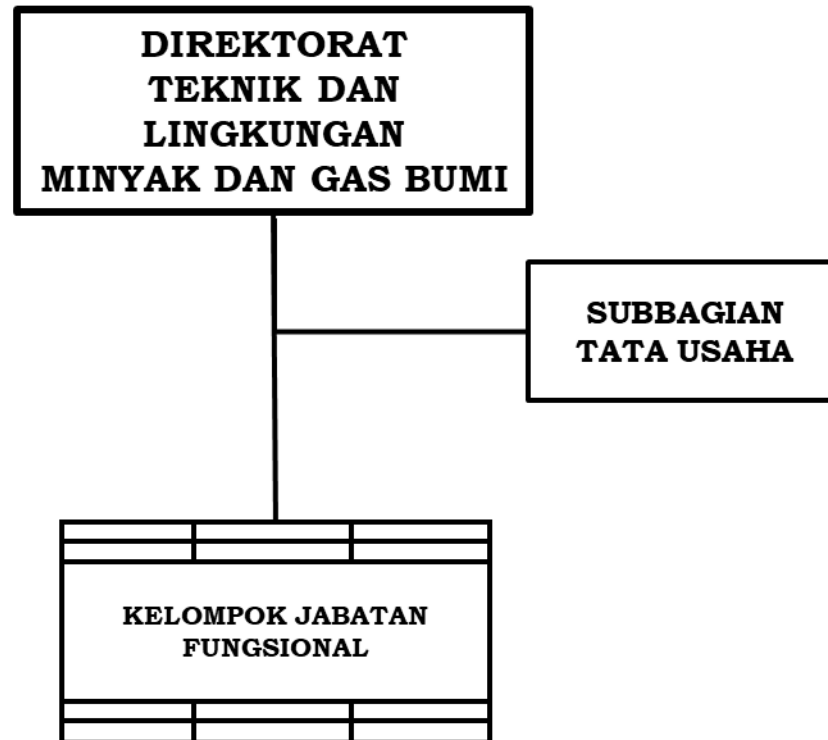 DIREKTORAT
TEKNIK DAN
LINGKUNGAN
MINYAK DAN GAS BUMI
SUBBAGIAN
TATA USAHA
KELOMPOK JABATAN
FUNGSIONAL